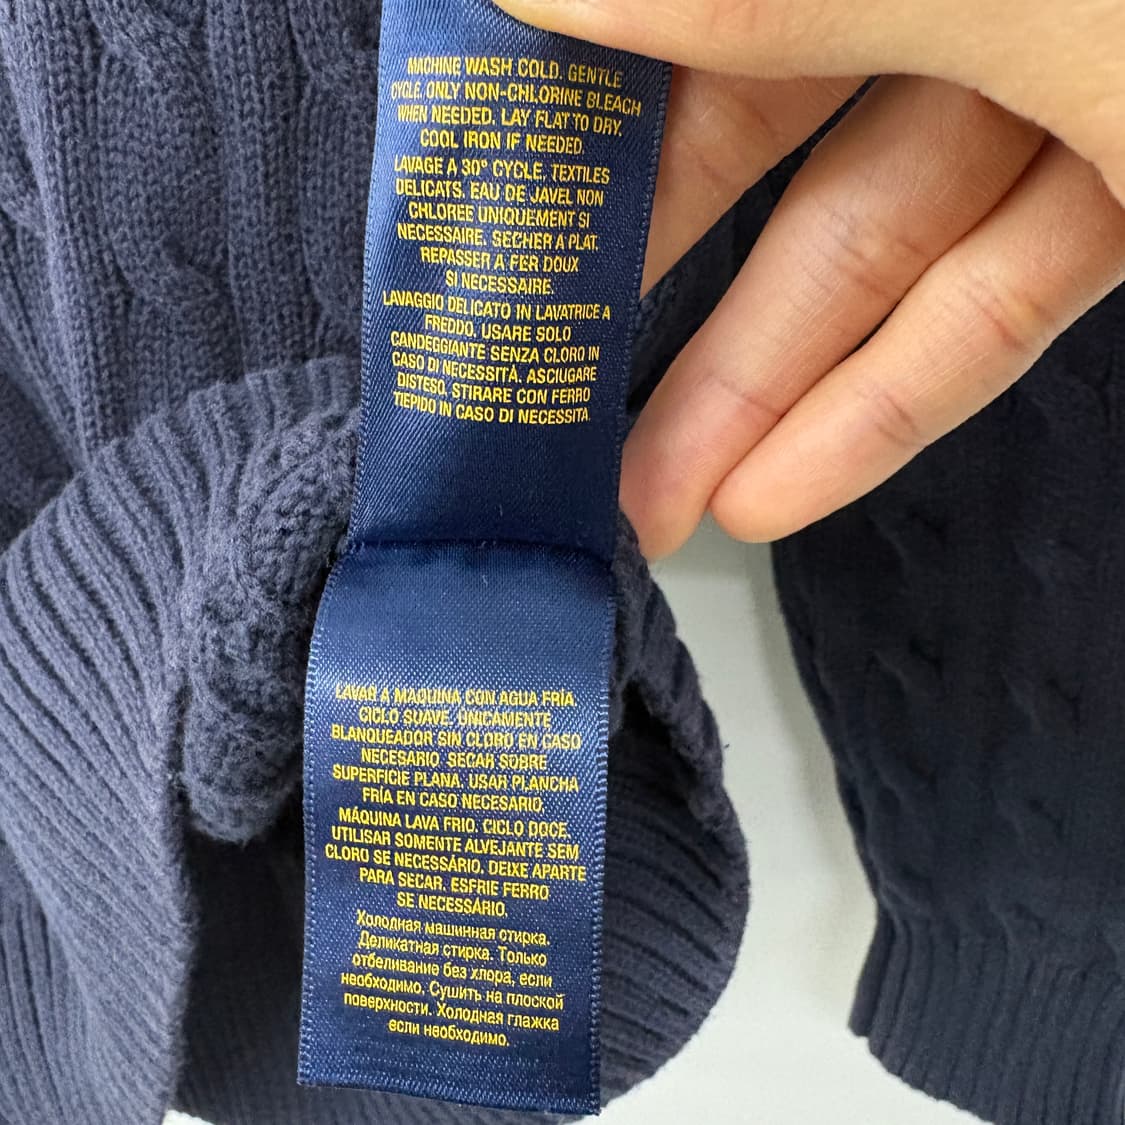 MACHINE WASH COLD. GENTLE
CYCLE. ONLY NON-CHLORINE BLEACH
WHEN NEEDED. LAY FLAT TO DRY.
COOL IRON IF NEEDED.
LAVAGE A 30° CYCLE. TEXTILES
DELICATS. EAU DE JAVEL NON
CHLOREE UNIQUEMENT SI
NECESSAIRE. SECHER A PLAT.
REPASSER A FER DOUX
SI NECESSAIRE.
LAVAGGIO DELICATO IN LAVATRICE A
FREDDO. USARE SOLO
CANDEGGIANTE SENZA CLORO IN
CASO DI NECESSITÀ. ASCIUGARE
DISTESO. STIRARE CON FERRO
TIEPIDO IN CASO DI NECESSITA.
LAVAR A MAQUINA CON AGUA FRÍA
CICLO SUAVE. UNICAMENTE
BLANQUEADOR SIN CLORO EN CASO
NECESARIO. SECAR SOBRE
SUPERFICIE PLANA. USAR PLANCHA
FRÍA EN CASO NECESARIO.
MÁQUINA LAVA FRIO. CICLO DOCE.
UTILISAR SOMENTE ALVEJANTE SEM
CLORO SE NECESSÁRIO. DEIXE APARTE
PARA SECAR. ESFRIE FERRO
SE NECESSÁRIO.
Холодная машинная стирка.
Деликатная стирка. Только
отбеливание без хлора, если
необходимо. Сушить на плоской
поверхности. Холодная глажка
если необходимо.